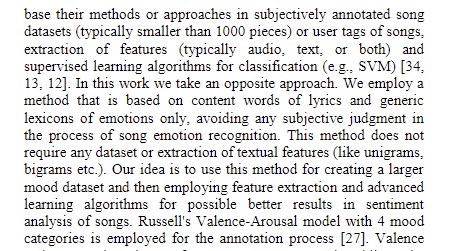 base their methods or approaches in subjectively annotated song
datasets (typically smaller than 1000 pieces) or user tags of songs,
extraction of features (typically audio, text, or both) and
supervised learning algorithms for classification (e.g., SVM) [34,
13, 12]. In this work we take an opposite approach. We employ a
method that is based on content words of lyrics and generic
lexicons of emotions only, avoiding any subjective judgment in
the process of song emotion recognition. This method does not
require any dataset or extraction of textual features (like unigrams,
bigrams etc.). Our idea is to use this method for creating a larger
mood dataset and then employing feature extraction and advanced
learning algorithms for possible better results in sentiment
analysis of songs. Russell's Valence-Arousal model with 4 mood
categories is employed for the annotation process [27]. Valence